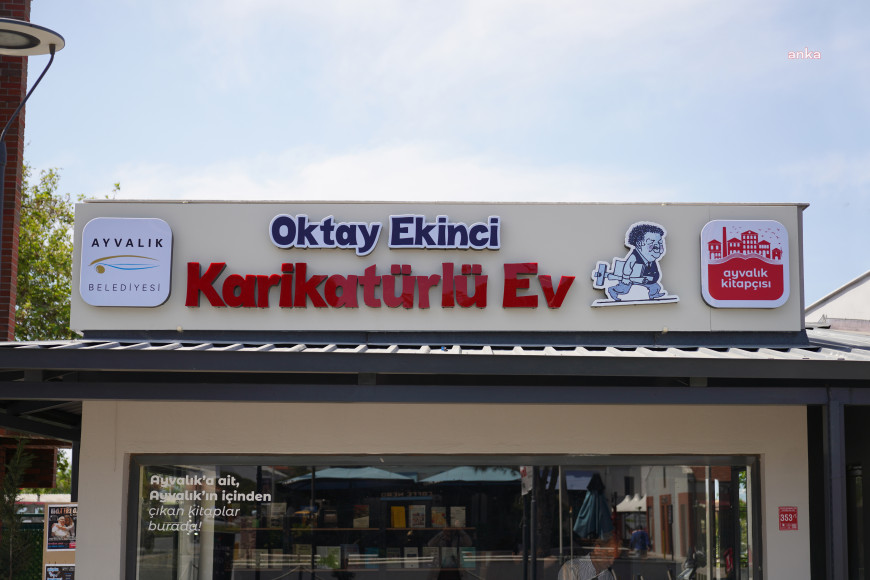 anka
Oktay Ekinci
Karikatürlü Ev
AYVALIK
BELEDİYESİ
ayvalık
kitapçısı
Ayvalık'a ait,
Ayvalık'ın içinden
çıkan kitaplar
burada!
353